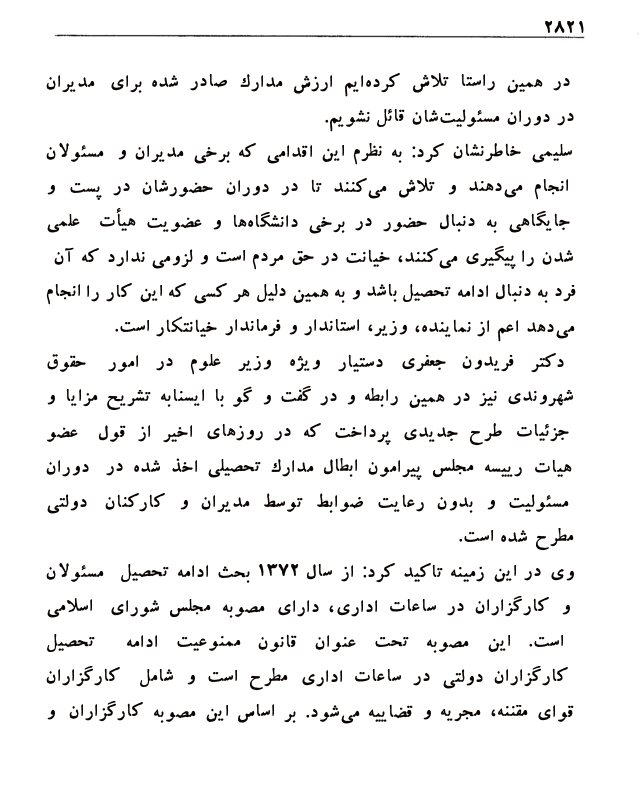 ۲۸۲۱
در همین راستا تلاش کرده‌ایم ارزش مدارك صادر شده برای مدیران
در دوران مسئولیت‌شان قائل نشویم.
سلیمی خاطرنشان کرد: به نظرم این اقدامی که برخی مدیران و مسئولان
انجام می‌دهند و تلاش می‌کنند تا در دوران حضورشان در پست و
جایگاهی به دنبال حضور در برخی دانشگاه‌ها و عضویت هیأت علمی
شدن را پیگیری می‌کنند، خیانت در حق مردم است و لزومی ندارد که آن
فرد به دنبال ادامه تحصیل باشد و به همین دلیل هر کسی که این کار را انجام
می‌دهد اعم از نماینده، وزیر، استاندار و فرماندار خیانتکار است.
دکتر فریدون جعفری دستیار ویژه وزیر علوم در امور حقوق
شهروندی نیز در همین رابطه و در گفت و گو با ایسنابه تشریح مزایا و
جزئیات طرح جدیدی پرداخت که در روزهای اخیر از قول عضو
هیات رییسه مجلس پیرامون ابطال مدارك تحصیلی اخذ شده در دوران
مسئولیت و بدون رعایت ضوابط توسط مدیران و کارکنان دولتی
مطرح شده است.
وی در این زمینه تاکید کرد: از سال ۱۳۷۲ بحث ادامه تحصیل مسئولان
و کارگزاران در ساعات اداری، دارای مصوبه مجلس شورای اسلامی
است. این مصوبه تحت عنوان قانون ممنوعیت ادامه تحصیل
کارگزاران دولتی در ساعات اداری مطرح است و شامل کارگزاران
قوای مقننه، مجریه و قضاییه می‌شود. بر اساس این مصوبه کارگزاران و